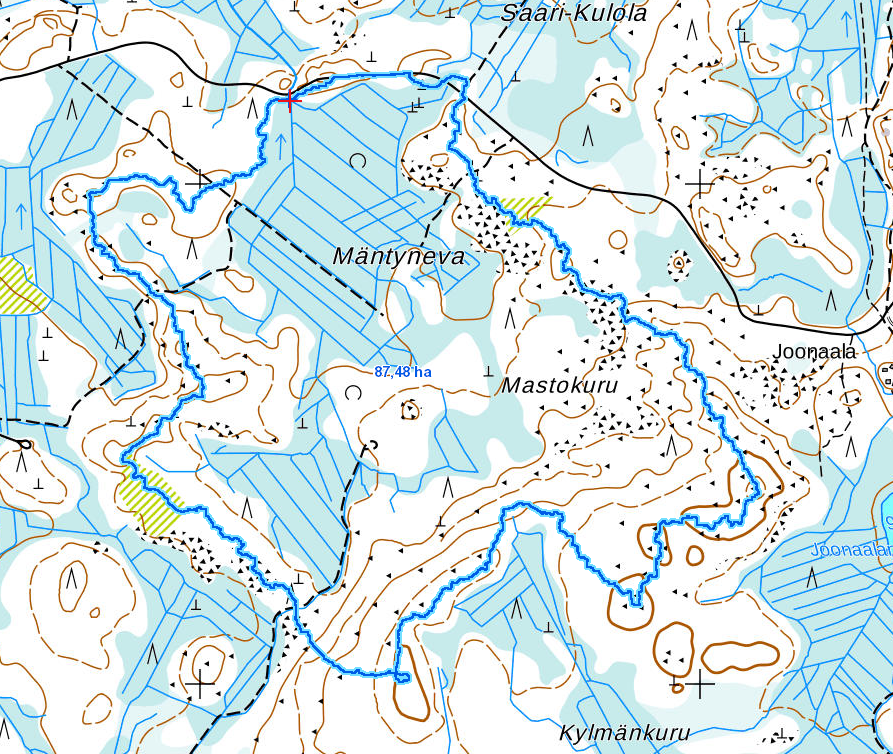 Saari-Kulola
Mäntyneva
Joonaala
87,48 ha
Mastokuru
Kylmänkuru